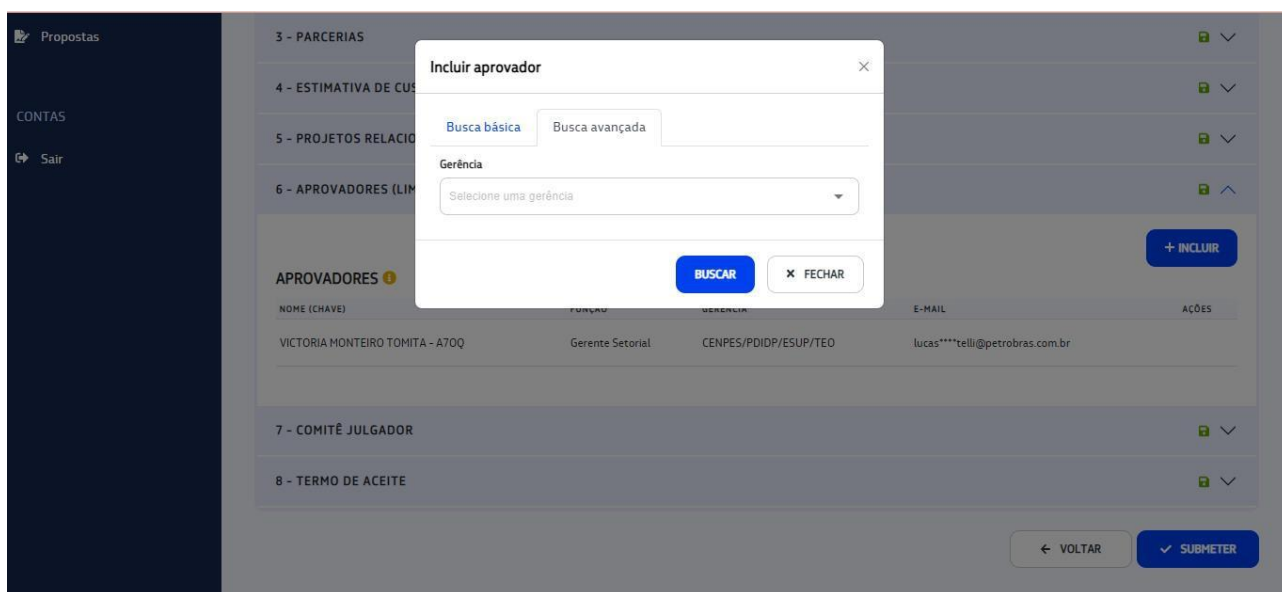 Propostas
CONTAS
Sair
3 - PARCERIAS
4 - ESTIMATIVA DE CUS
5 - PROJETOS RELACIO
6 - APROVADORES (LIM
Incluir aprovador
Busca básica Busca avançada
Gerência
Selecione uma gerência
BUSCAR × FECHAR
+ INCLUIR
APROVADORES
NOME (CHAVE) FUNÇÃO GERÊNCIA E-MAIL AÇÕES
VICTORIA MONTEIRO TOMITA - A70Q Gerente Setorial CENPES/PDIDP/ESUP/TEO lucas****telli@petrobras.com.br
7 - COMITÊ JULGADOR
8 - TERMO DE ACEITE
← VOLTAR ✓ SUBMETER